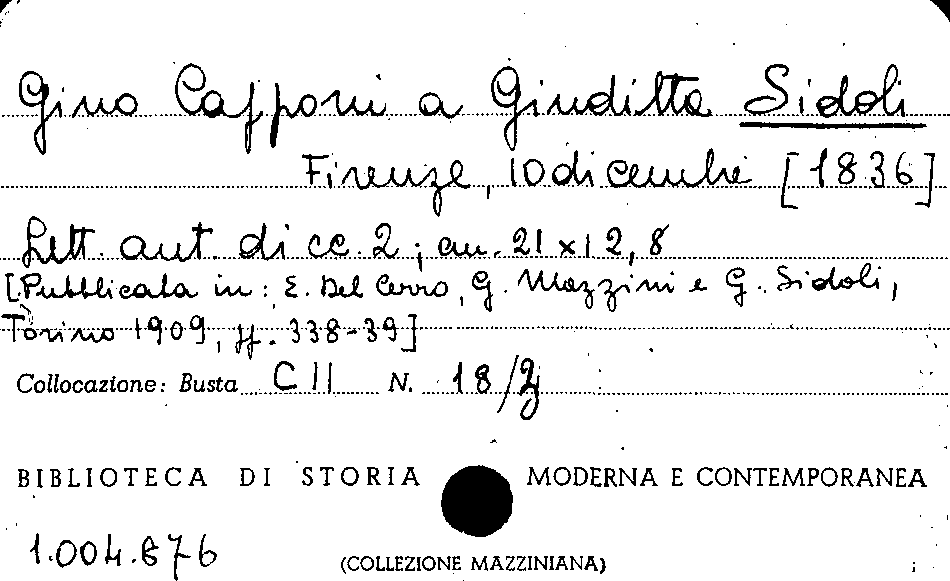 Gino Capponi a Giuditta Sidoli
Firenze, 10 dicembre [1836]
Lett. aut. di cc. 2; cm. 21 x 12,8
[Pubblicata in: E. Del Cerro, G. Mazzini e G. Sidoli,
Torino 1909, pp. 338-39]
Collocazione: Busta C II N. 18/2
BIBLIOTECA DI STORIA MODERNA E CONTEMPORANEA
1.004.676
(COLLEZIONE MAZZINIANA)